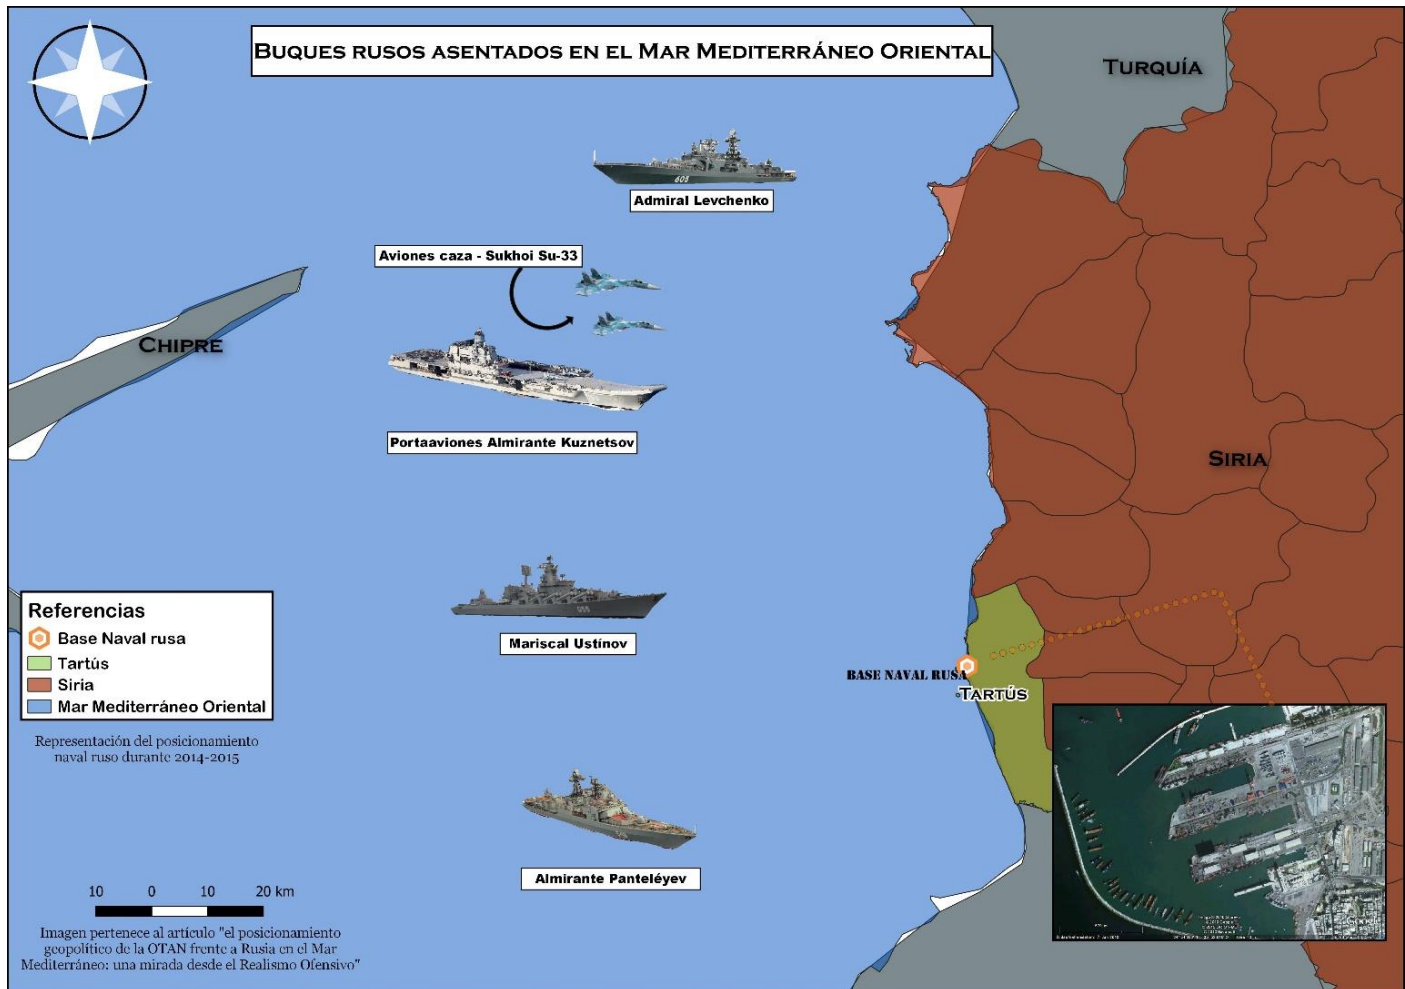 BUQUES RUSOS ASENTADOS EN EL MAR MEDITERRÁNEO ORIENTAL
TURQUÍA
603
Admiral Levchenko
Aviones caza - Sukhoi Su-33
CHIPRE
Portaaviones Almirante Kuznetsov
SIRIA
055
Mariscal Ustínov
Referencias
Base Naval rusa
Tartús
Siria
Mar Mediterráneo Oriental
BASE NAVAL RUSA
TARTÚS
Representación del posicionamiento
naval ruso durante 2014-2015
Almirante Panteléyev
10 0 10 20 km
Imagen pertenece al artículo "el posicionamiento
geopolítico de la OTAN frente a Rusia en el Mar
Mediterráneo: una mirada desde el Realismo Ofensivo"